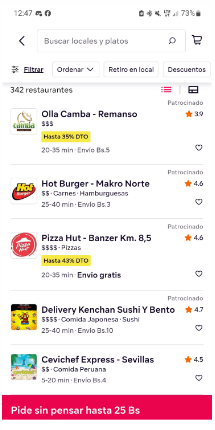 12:47
73%
Buscar locales y platos
Filtrar
Ordenar
Retiro en local
Descuentos
342 restaurantes
Patrocinado
Olla Camba - Remanso
3.9
$$$
Hasta 35% DTO
20-35 min · Envío Bs.5
Patrocinado
Hot Burger - Makro Norte
4.6
$$ · Carnes · Hamburguesas
25-40 min · Envío Bs.3
Patrocinado
Pizza Hut - Banzer Km. 8,5
4.6
$$$$ · Pizzas
Hasta 43% DTO
20-35 min · Envío gratis
Patrocinado
Delivery Kenchan Sushi Y Bento
4.7
$$$$ · Comida Japonesa · Sushi
25-40 min · Envío Bs.10
Cevichef Express - Sevillas
4.5
$$ · Comida Peruana
5-20 min · Envío Bs.4
Pide sin pensar hasta 25 Bs